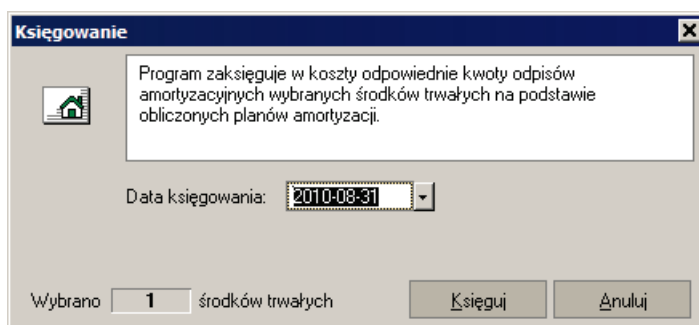 Księgowanie
Program zaksięguje w koszty odpowiednie kwoty odpisów
amortyzacyjnych wybranych środków trwałych na podstawie
obliczonych planów amortyzacji.
Data księgowania: 2010-08-31
Wybrano 1 środków trwałych Księguj Anuluj